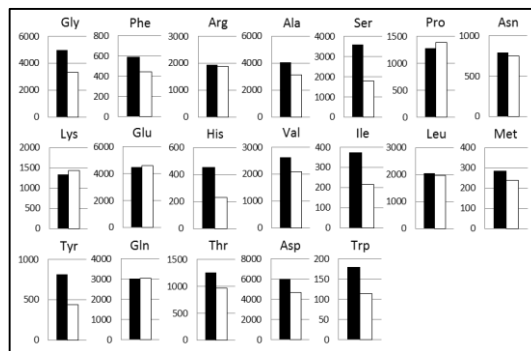 Gly Phe Arg Ala Ser Pro Asn
6000 800 3000 6000 4000 1500 1000
4000 600 2000 4000 3000 1000 500
2000 400 1000 2000 2000 500 0
0 200 0 0 1000 0
0 0
Lys Glu His Val Ile Leu Met
2000 6000 600 3000 400 3000 400
1500 4000 400 2000 300 2000 300
1000 2000 200 1000 200 1000 200
500 0 0 0 100 0 100
0 0 0
Tyr Gln Thr Asp Trp
1000 4000 1500 8000 200
500 3000 1000 6000 150
0 2000 500 4000 100
1000 0 2000 50
0 0 0